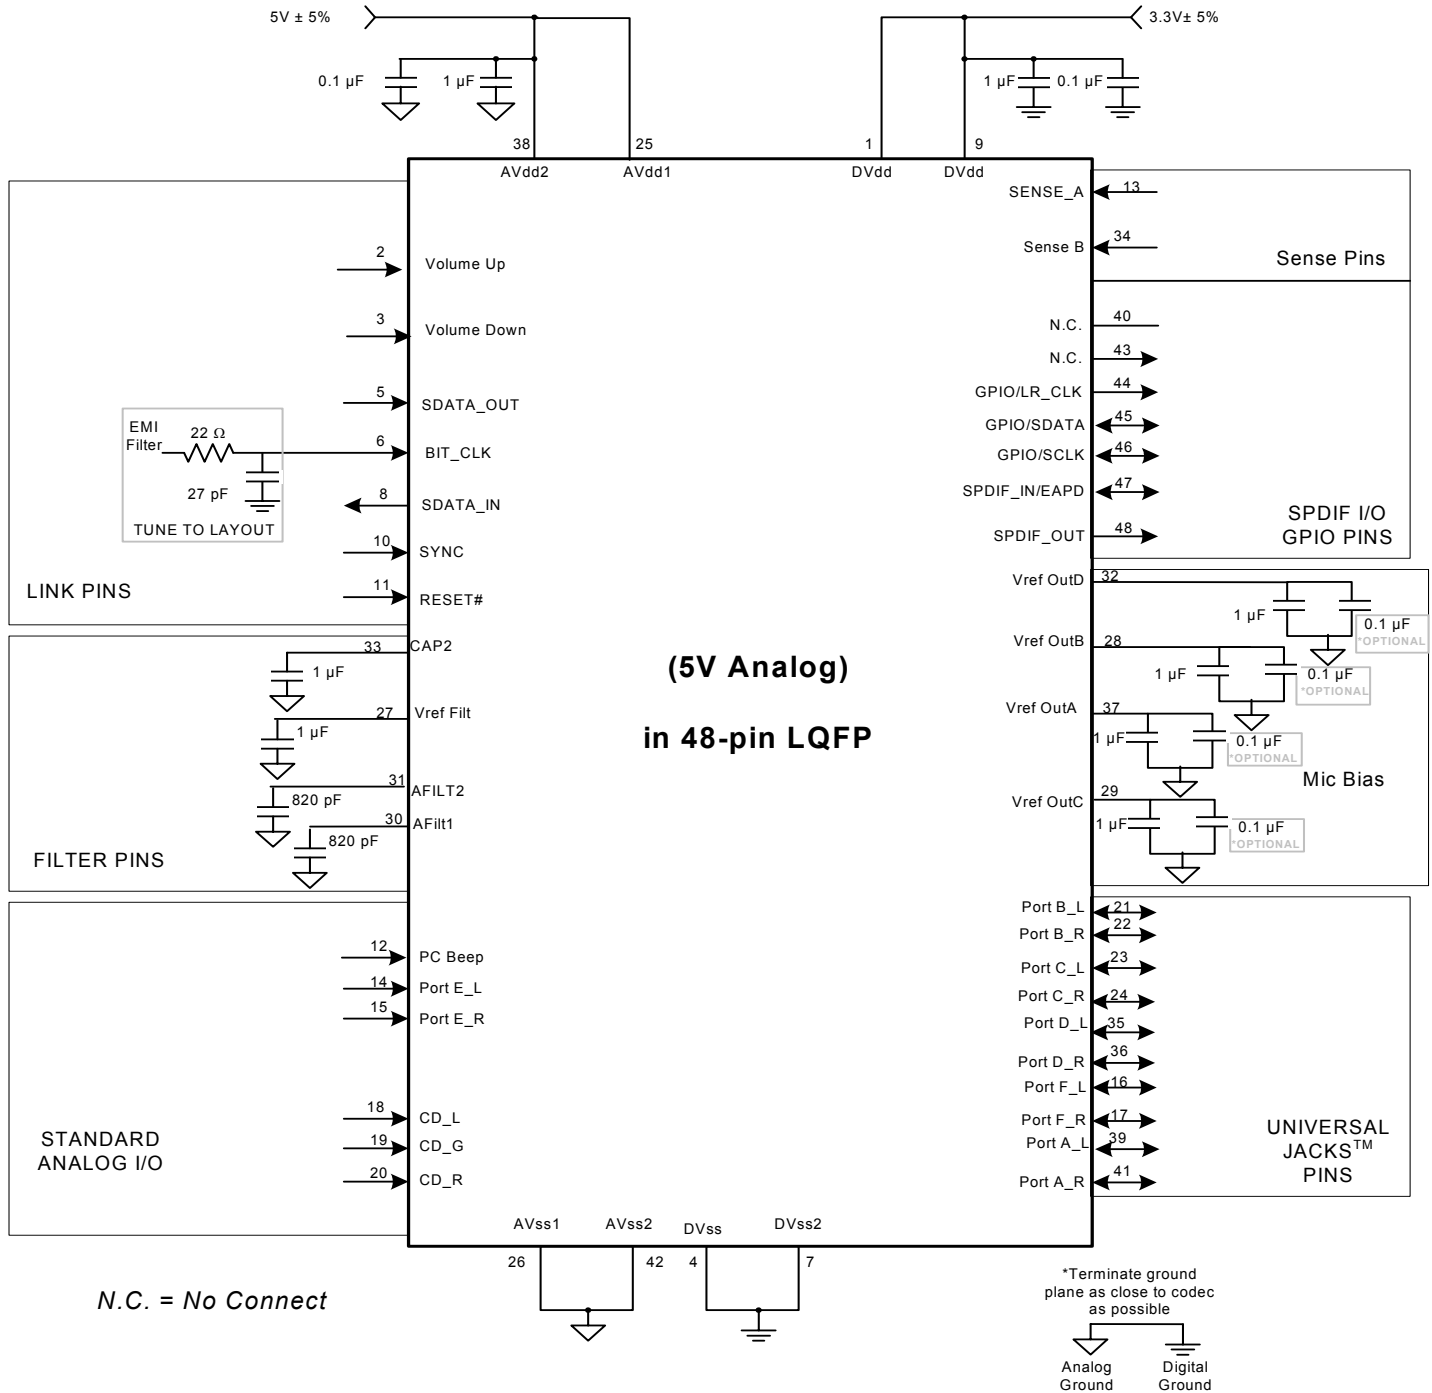 5V ± 5%
3.3V± 5%
0.1 µF
1 µF
1 µF
0.1 µF
38
25
1
9
AVdd2
AVdd1
DVdd
DVdd
2
Volume Up
3
Volume Down
5
SDATA_OUT
EMI
Filter
22 Ω
27 pF
TUNE TO LAYOUT
6
BIT_CLK
8
SDATA_IN
10
SYNC
11
RESET#
LINK PINS
33
CAP2
1 µF
27
Vref Filt
1 µF
31
AFILT2
820 pF
30
AFilt1
820 pF
FILTER PINS
12
PC Beep
14
Port E_L
15
Port E_R
18
CD_L
19
CD_G
20
CD_R
STANDARD
ANALOG I/O
(5V Analog)
in 48-pin LQFP
SENSE_A
13
Sense B
34
Sense Pins
N.C.
40
N.C.
43
GPIO/LR_CLK
44
GPIO/SDATA
45
GPIO/SCLK
46
SPDIF_IN/EAPD
47
SPDIF_OUT
48
SPDIF I/O
GPIO PINS
Vref OutD
32
1 µF
0.1 µF
*OPTIONAL
Vref OutB
28
1 µF
0.1 µF
*OPTIONAL
Vref OutA
37
1 µF
0.1 µF
*OPTIONAL
Mic Bias
Vref OutC
29
1 µF
0.1 µF
*OPTIONAL
Port B_L
21
Port B_R
22
Port C_L
23
Port C_R
24
Port D_L
35
Port D_R
36
Port F_L
16
Port F_R
17
Port A_L
39
Port A_R
41
UNIVERSAL
JACKS™
PINS
AVss1
AVss2
DVss
DVss2
26
42
4
7
N.C. = No Connect
*Terminate ground
plane as close to codec
as possible
Analog
Ground
Digital
Ground